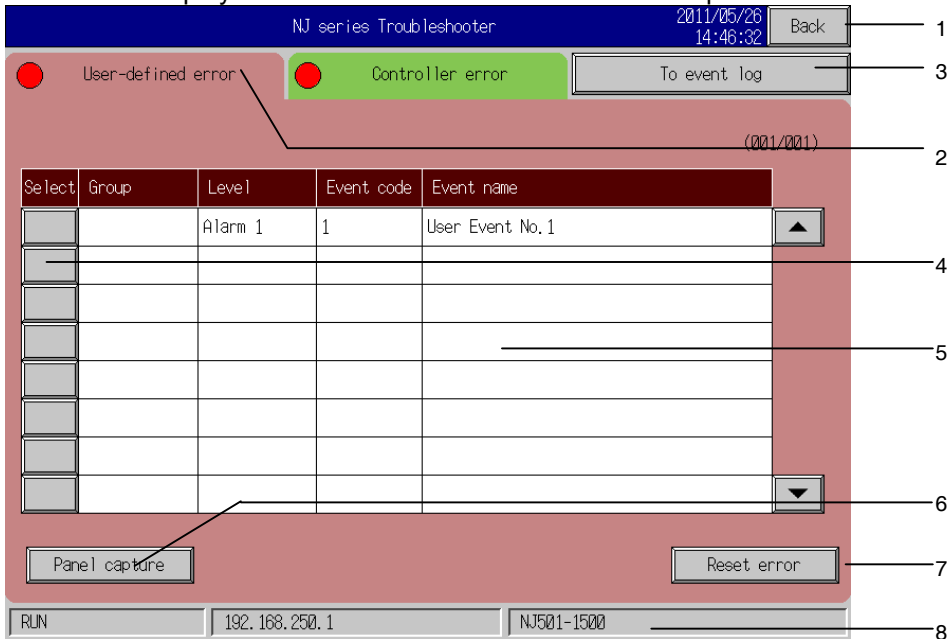 NJ series Troubleshooter
2011/05/26
14:46:32
Back
1
User-defined error
Controller error
To event log
3
(001/001)
2
Select Group Level Event code Event name
Alarm 1 1 User Event No.1
4
5
6
Panel capture
Reset error
7
RUN 192.168.250.1 NJ501-1500
8